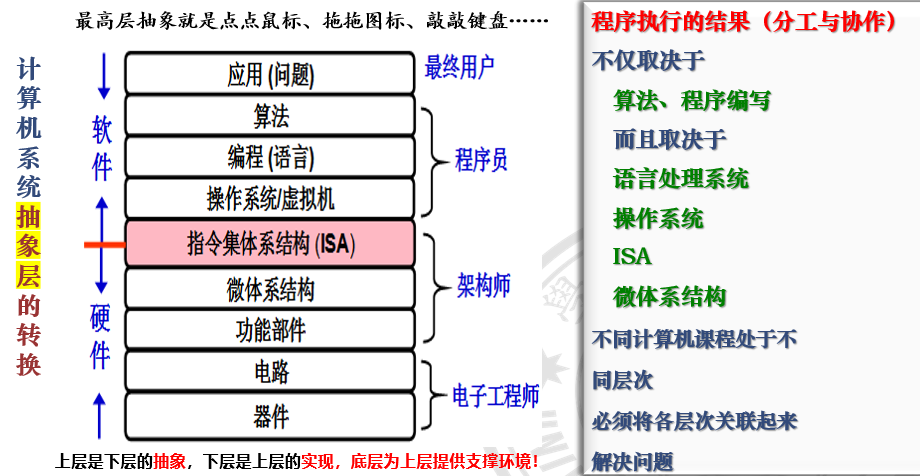 最高层抽象就是点点鼠标、拖拖图标、敲敲键盘……
计算机系统抽象层的转换
软件
硬件
应用 (问题)
算法
编程 (语言)
操作系统/虚拟机
指令集体系结构 (ISA)
微体系结构
功能部件
电路
器件
最终用户
程序员
架构师
电子工程师
上层是下层的抽象，下层是上层的实现，底层为上层提供支撑环境！
程序执行的结果（分工与协作）
不仅取决于
算法、程序编写
而且取决于
语言处理系统
操作系统
ISA
微体系结构
不同计算机课程处于不
同层次
必须将各层次关联起来
解决问题